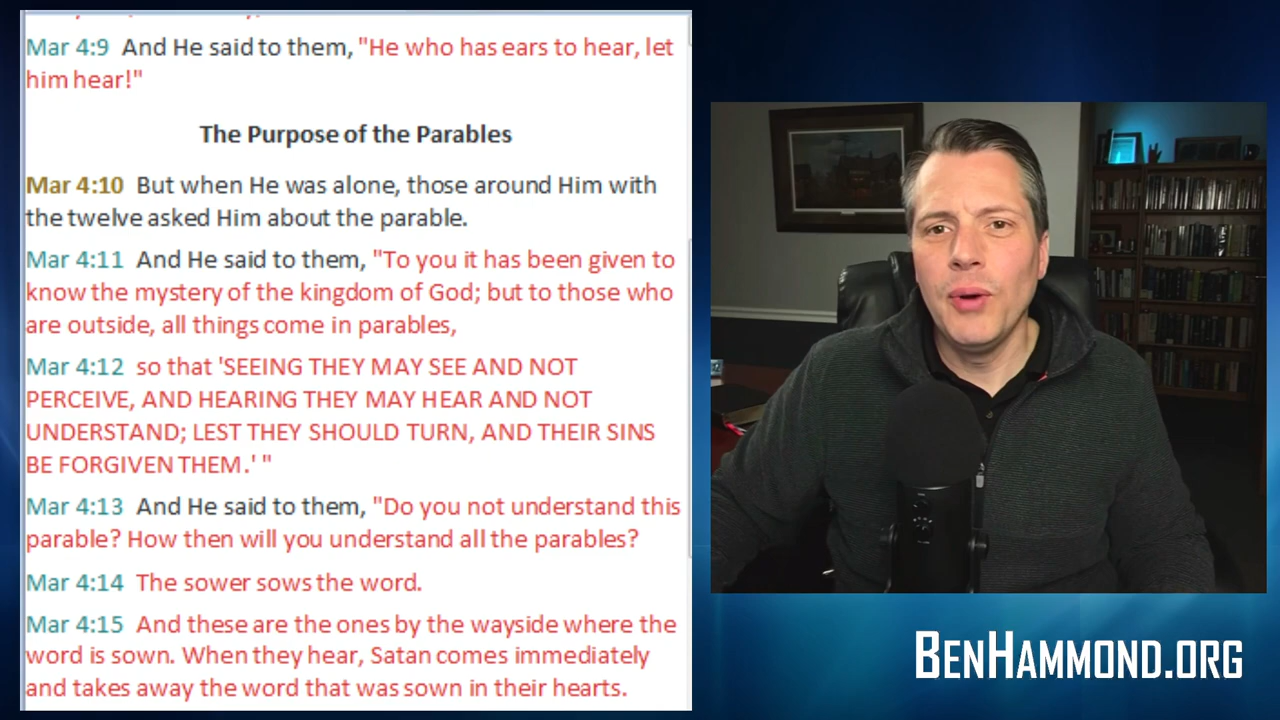 Mar 4:9 And He said to them, "He who has ears to hear, let
him hear!"
The Purpose of the Parables
Mar 4:10 But when He was alone, those around Him with
the twelve asked Him about the parable.
Mar 4:11 And He said to them, "To you it has been given to
know the mystery of the kingdom of God; but to those who
are outside, all things come in parables,
Mar 4:12 so that 'SEEING THEY MAY SEE AND NOT
PERCEIVE, AND HEARING THEY MAY HEAR AND NOT
UNDERSTAND; LEST THEY SHOULD TURN, AND THEIR SINS
BE FORGIVEN THEM.' "
Mar 4:13 And He said to them, "Do you not understand this
parable? How then will you understand all the parables?
Mar 4:14 The sower sows the word.
Mar 4:15 And these are the ones by the wayside where the
word is sown. When they hear, Satan comes immediately
and takes away the word that was sown in their hearts.
BENHAMMOND.ORG